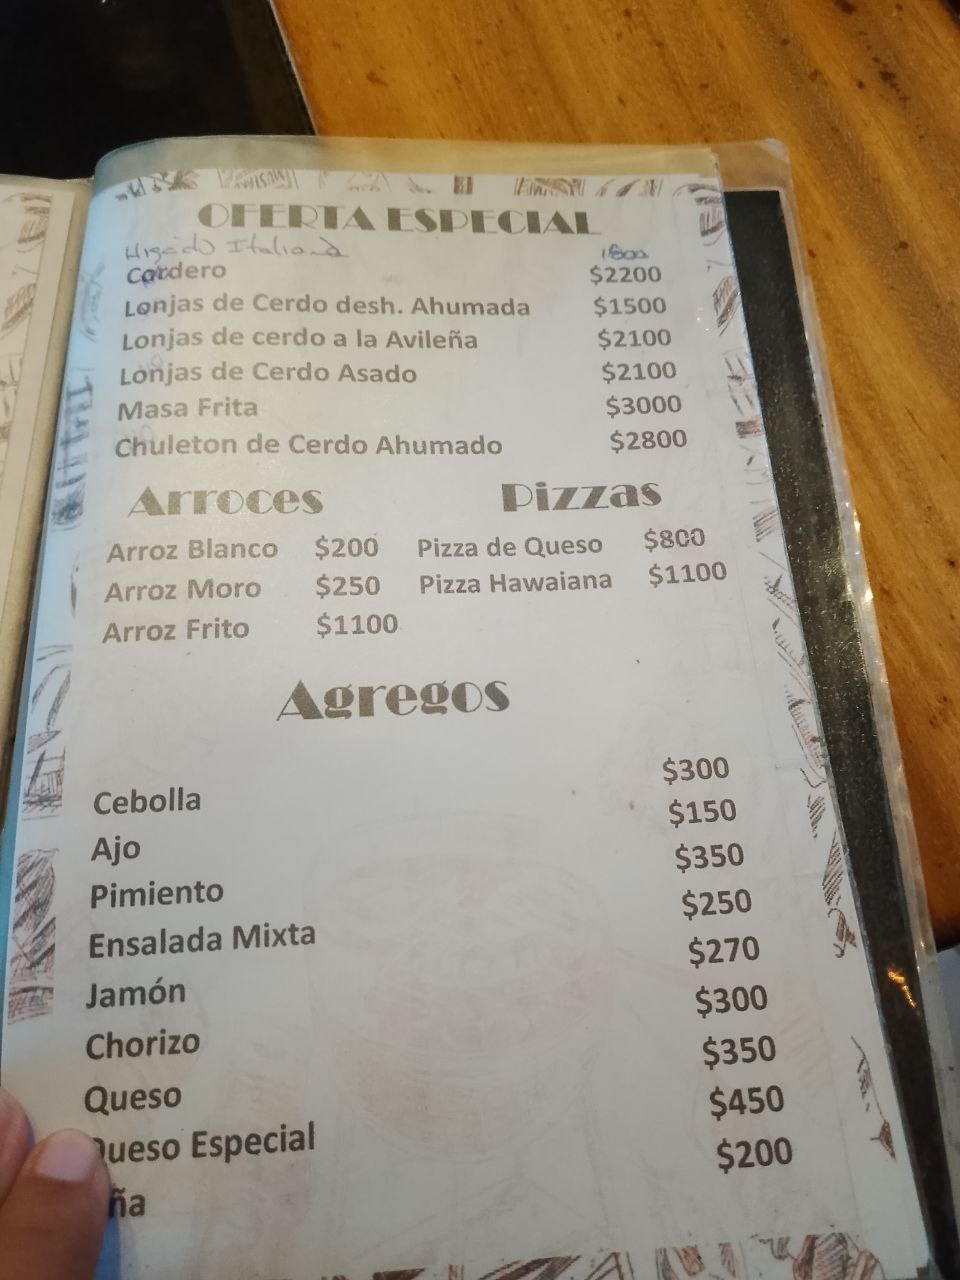 OFERTA ESPECIAL
Higado Italiana 1800
Cordero $2200
Lonjas de Cerdo desh. Ahumada $1500
Lonjas de cerdo a la Avileña $2100
Lonjas de Cerdo Asado $2100
Masa Frita $3000
Chuleton de Cerdo Ahumado $2800
Arroces Pizzas
Arroz Blanco $200 Pizza de Queso $800
Arroz Moro $250 Pizza Hawaiana $1100
Arroz Frito $1100
Agregos
Cebolla $300
Ajo $150
Pimiento $350
Ensalada Mixta $250
Jamón $270
Chorizo $300
Queso $350
ueso Especial $450
ña $200